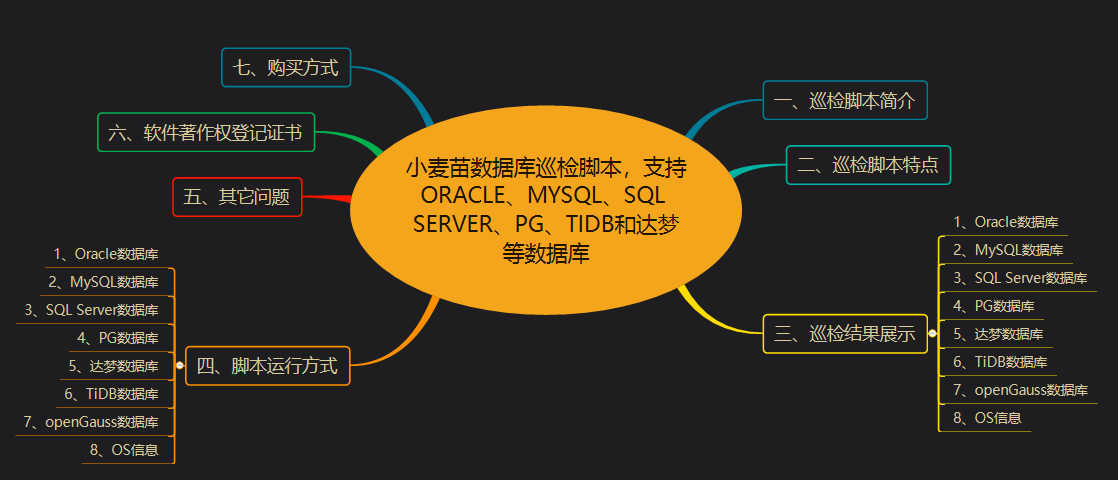 小麦苗数据库巡检脚本，支持
ORACLE、MYSQL、SQL
SERVER、PG、TIDB和达梦
等数据库
一、巡检脚本简介
二、巡检脚本特点
三、巡检结果展示
1、Oracle数据库
2、MySQL数据库
3、SQL Server数据库
4、PG数据库
5、达梦数据库
6、TiDB数据库
7、openGauss数据库
8、OS信息
四、脚本运行方式
1、Oracle数据库
2、MySQL数据库
3、SQL Server数据库
4、PG数据库
5、达梦数据库
6、TiDB数据库
7、openGauss数据库
8、OS信息
五、其它问题
六、软件著作权登记证书
七、购买方式